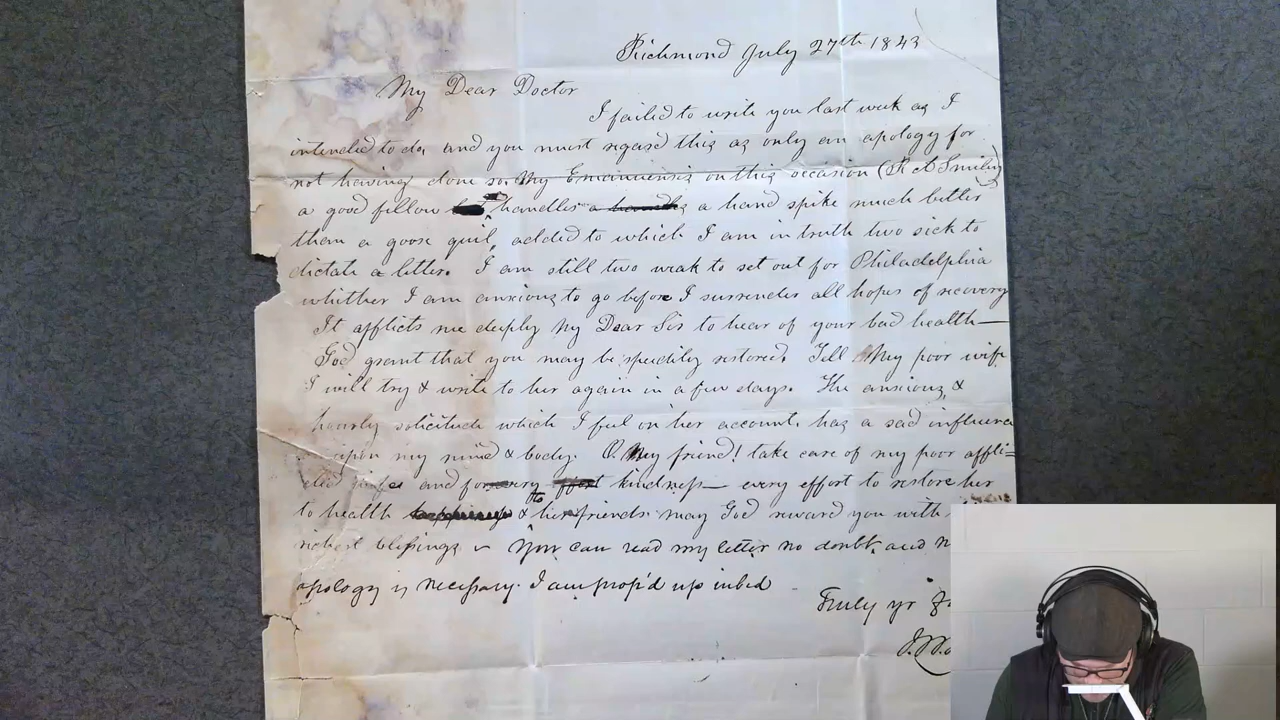 Richmond July 27th 1843
My Dear Doctor
I failed to write you last week as I
intended to do, and you must regard this as only an apology for
not having done so. My Emanuensis on this occasion (R A Smiley)
a good fellow handles a hand spike much better
than a goose quil, added to which I am in truth two sick to
dictate a letter. I am still two weak to set out for Philadelphia
whither I am anxious to go before I surrender all hopes of recovery
It afflicts me deeply My Dear Sir to hear of your bad health—
God grant that you may be speedily restored. Tell My poor wife
I will try & write to her again in a few days. The anxious &
hourly solicitude which I feel on her account, has a sad influence
upon my mind & body. O. My friend! take care of my poor affli=
cted wife and for every kindness— every effort to restore her
to health & to her friends may God reward you with
richest blessings You can read my letter no doubt, and
apology is necessary. I am prop'd up in bed
Truly yr